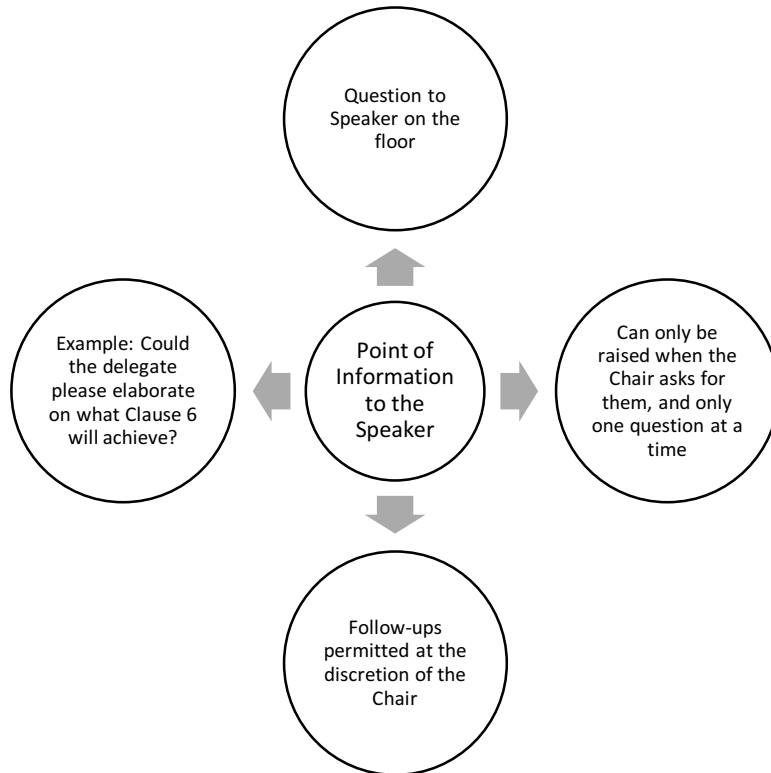 Question to
Speaker on the
floor
Example: Could
the delegate
please elaborate
on what Clause 6
will achieve?
Point of
Information
to the
Speaker
Can only be
raised when the
Chair asks for
them, and only
one question at a
time
Follow-ups
permitted at the
discretion of the
Chair